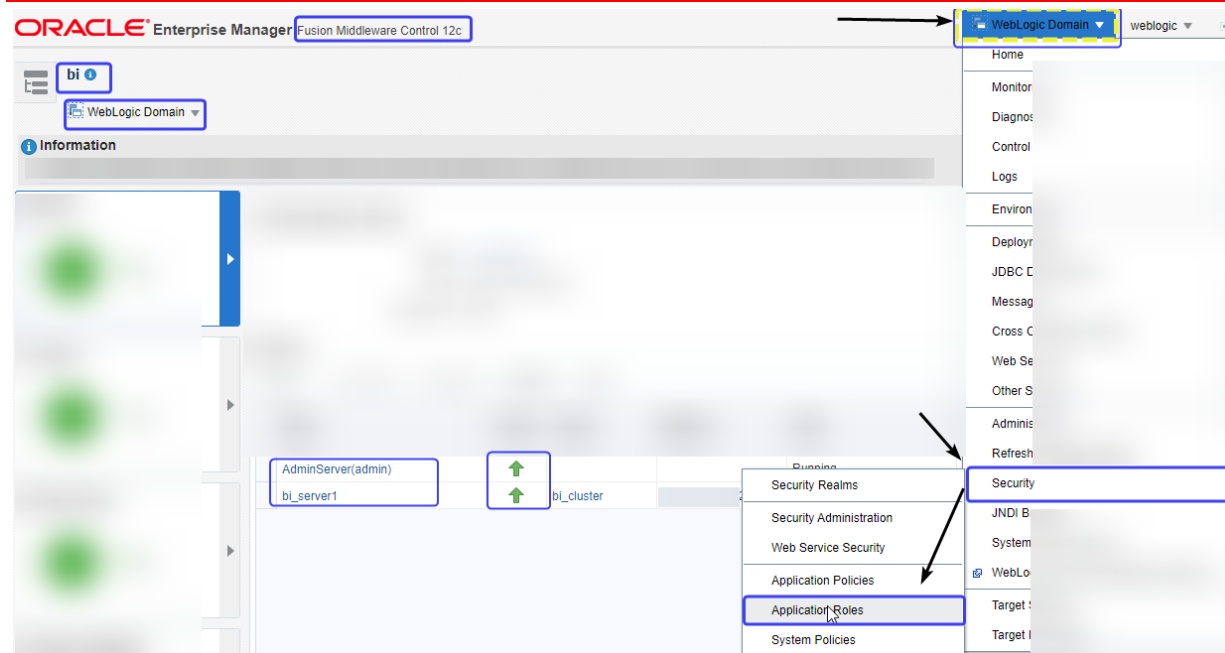 ORACLE® Enterprise Manager Fusion Middleware Control 12c
WebLogic Domain
weblogic
bi
WebLogic Domain
Information
AdminServer(admin)
Running
bi_server1
bi_cluster
Home
Monitor
Diagnos
Control
Logs
Environ
Deployr
JDBC D
Messag
Cross C
Web Se
Other S
Adminis
Refresh
Security
JNDI B
System
WebLo
Target
Target
Security Realms
Security Administration
Web Service Security
Application Policies
Application Roles
System Policies